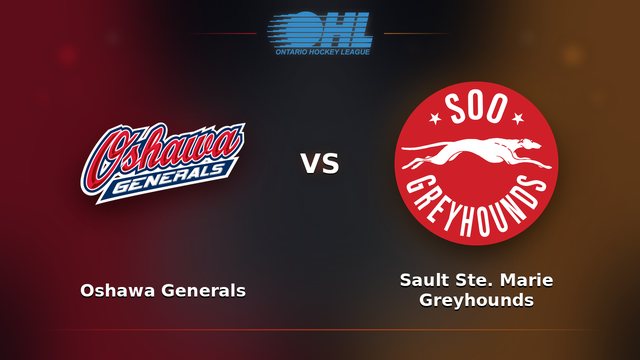 OHL
ONTARIO HOCKEY LEAGUE
Oshawa
GENERALS
VS
SOO
GREYHOUNDS
Oshawa Generals
Sault Ste. Marie
Greyhounds